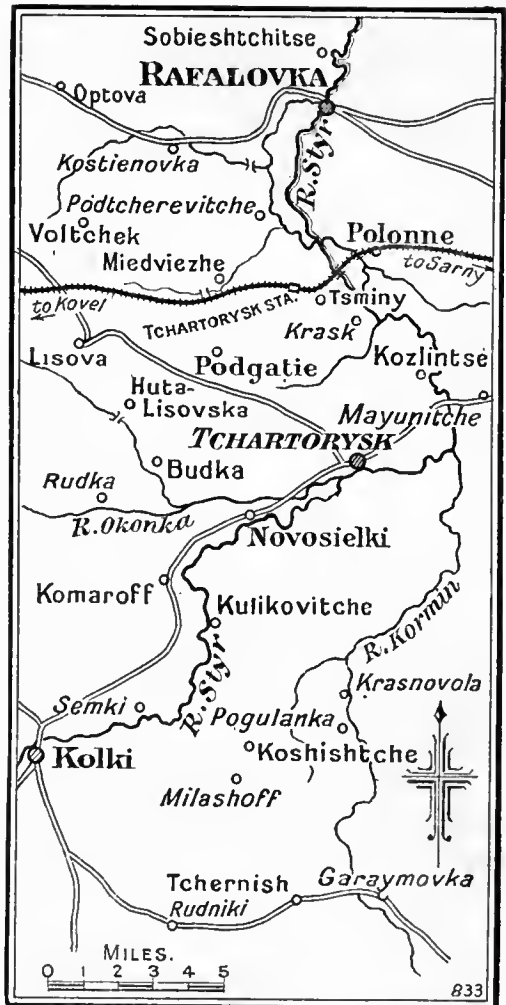 Sobieshtchitse
RAFALOVKA
Optova
Kostienovka
R. Styr
Pódtcherevitche
Voltchek
Polonne
Miedviezhe
to Sarny
to Kovel
TCHARTORYSK STA.
Tsminy
Krask
Lisova
Podgatie
Kozlintse
Huta-
Lisovska
Mayunitche
TCHARTORYSK
Budka
Rudka
R. Okonka
Novosielki
Komaroff
Kulikovitche
R. Kormin
R. Styr
Krasnovola
Semki
Pogulanka
Kolki
Koshishtche
Milashoff
Tchernish
Garaymovka
Rudniki
MILES.
0 1 2 3 4 5
833